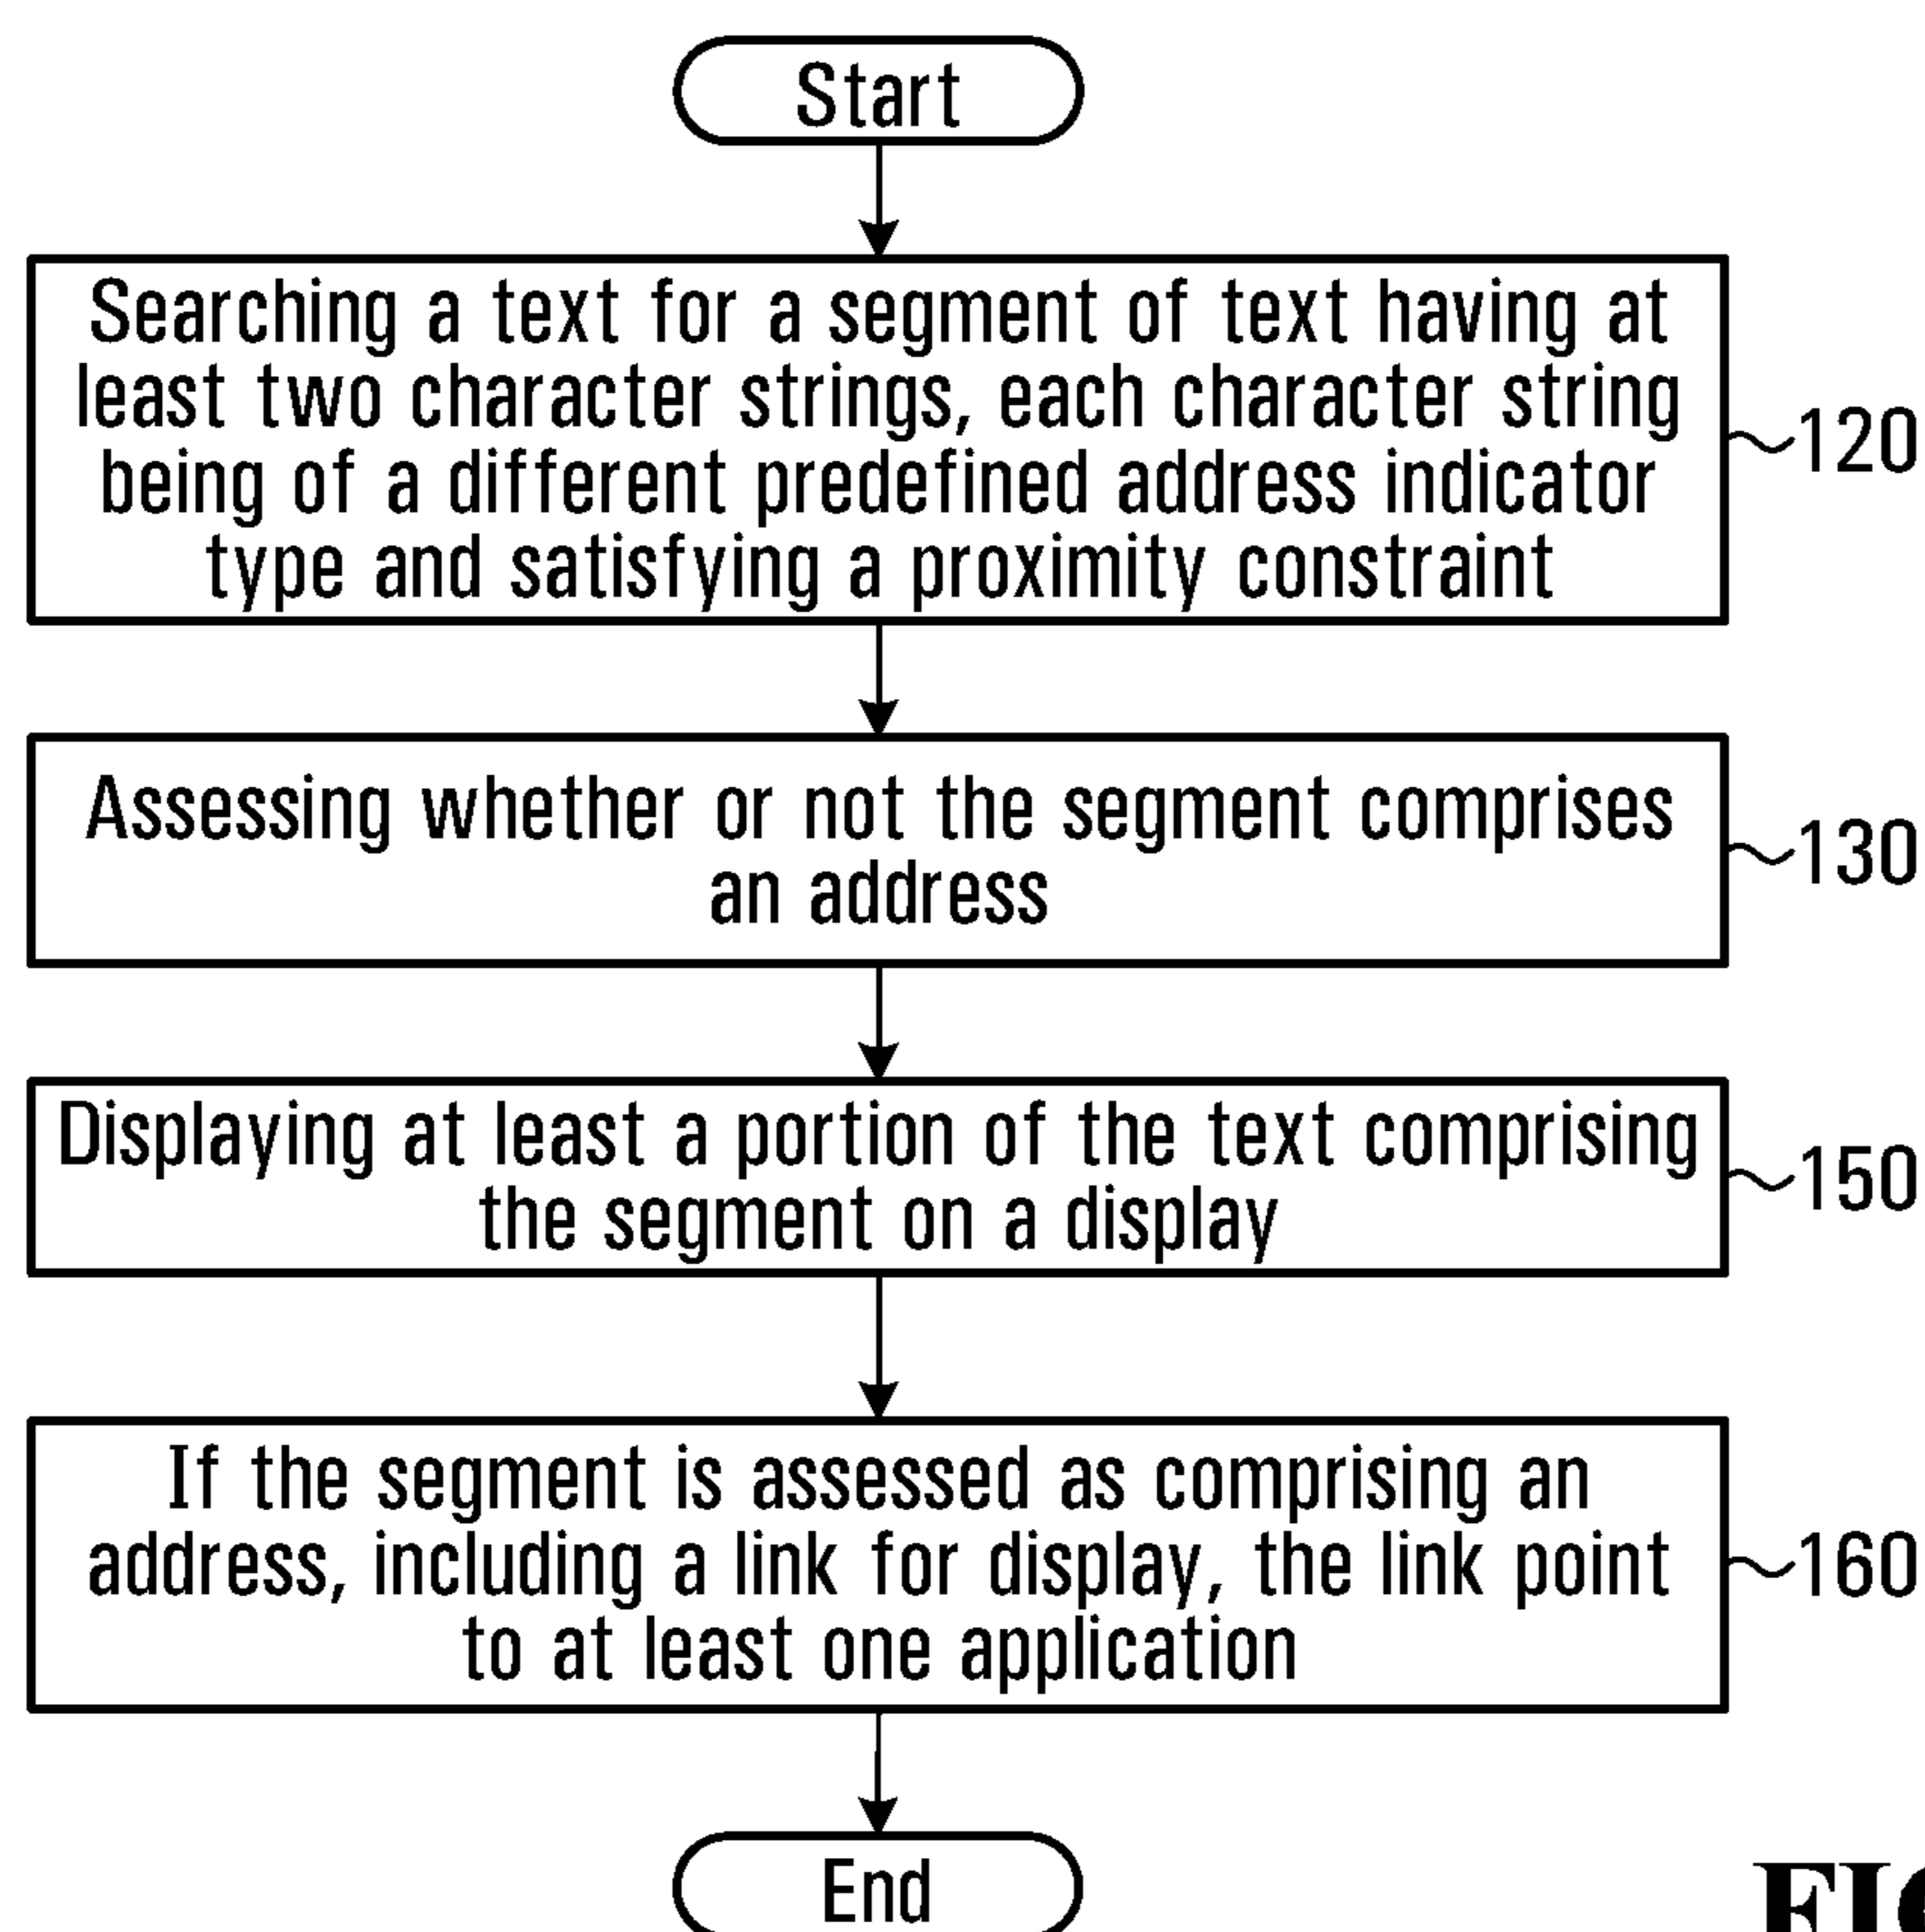 Start
Searching a text for a segment of text having at
least two character strings, each character string
being of a different predefined address indicator
type and satisfying a proximity constraint
120
Assessing whether or not the segment comprises
an address
130
Displaying at least a portion of the text comprising
the segment on a display
150
If the segment is assessed as comprising an
address, including a link for display, the link point
to at least one application
160
End